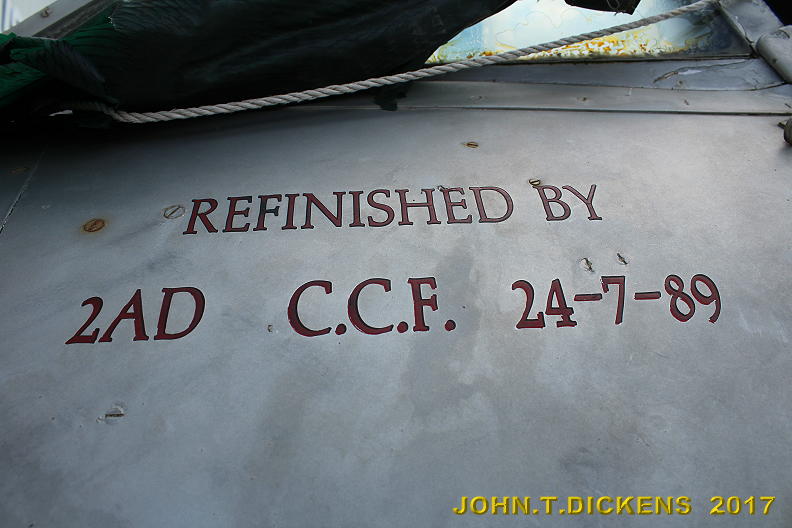 REFINISHED BY
2AD C.C.F. 24-7-89
JOHN.T.DICKENS 2017